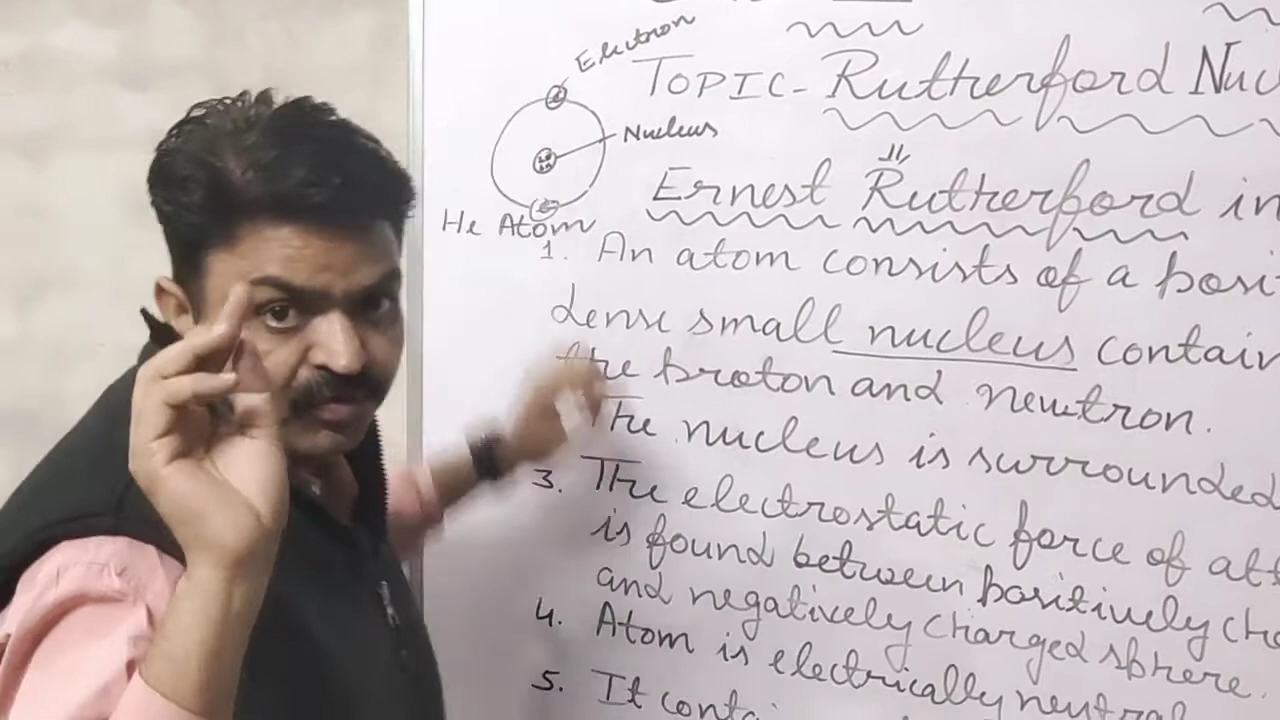 Electron
TOPIC- Rutherford Nuc
Nucleus
Ernest Rutherford in
He Atom
1. An atom consists of a posi
dense small nucleus contain
the proton and neutron.
The nucleus is surrounded
3. The electrostatic force of att
is found between positively cha
and negatively charged sphere.
4. Atom is electrically neutral
5. It contai